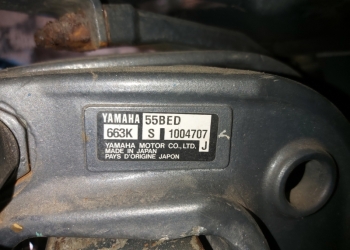 YAMAHA 55BED
663K S 1004707
YAMAHA MOTOR CO., LTD.
MADE IN JAPAN J
PAYS D'ORIGINE JAPON